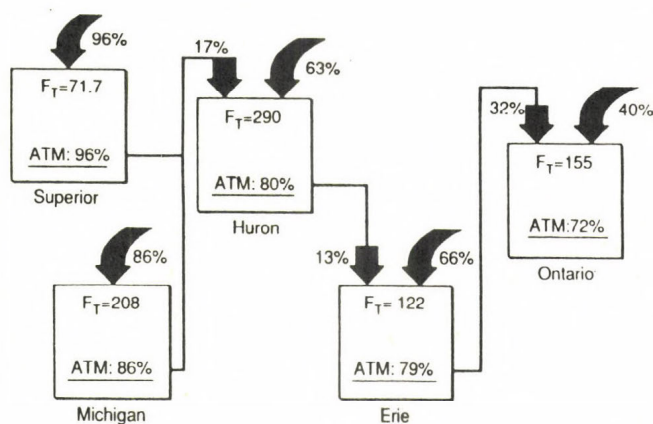 96%
F_T=71.7
ATM: 96%
Superior
17%
63%
F_T=290
ATM: 80%
Huron
86%
F_T=208
ATM: 86%
Michigan
13%
66%
F_T= 122
ATM: 79%
Erie
32%
40%
F_T=155
ATM:72%
Ontario